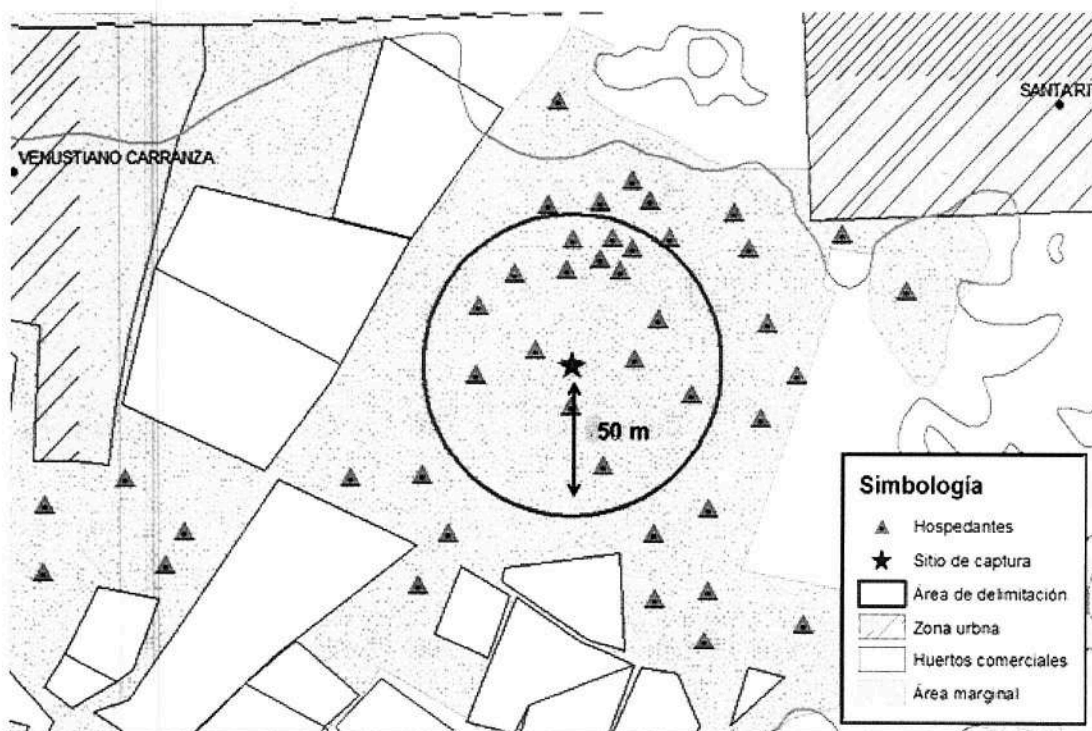 SANTA RI
VENUSTIANO CARRANZA
50 m
Simbología
Hospedantes
Sitio de captura
Área de delimitación
Zona urbna
Huertos comerciales
Área marginal